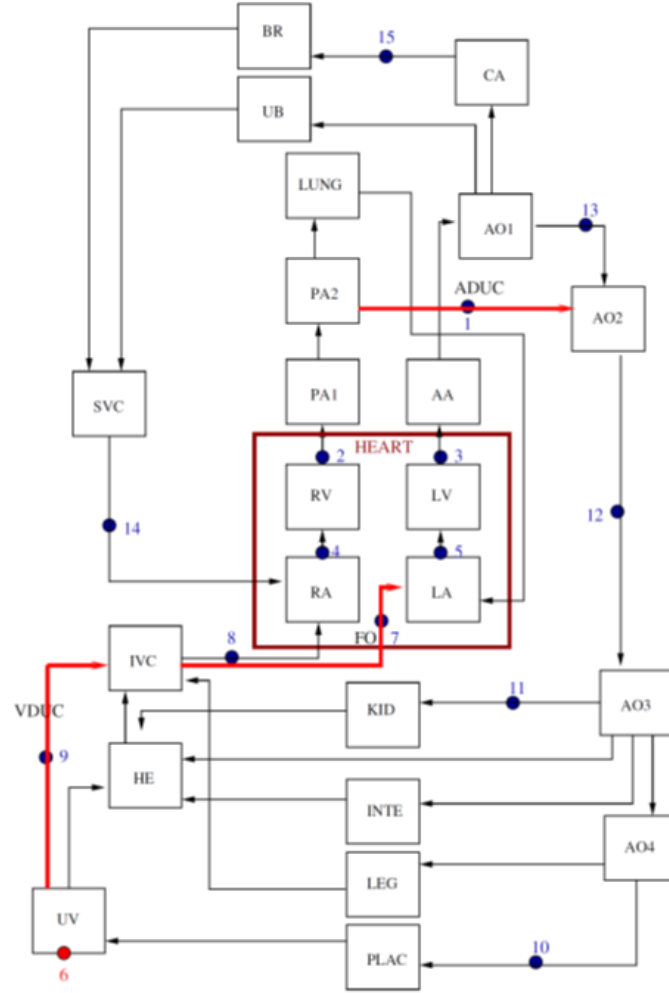 BR
15
CA
UB
LUNG
AO1
13
PA2
ADUC
1
AO2
PA1
AA
SVC
HEART
2
3
RV
LV
12
14
4
5
RA
LA
8
FO
7
IVC
11
VDUC
KID
AO3
9
HE
INTE
AO4
LEG
UV
10
PLAC
6